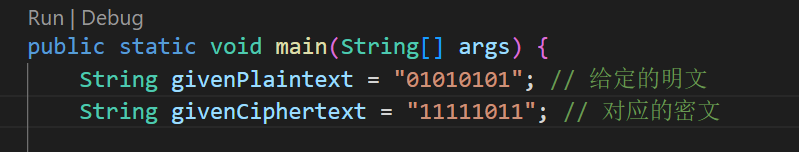 Run | Debug
public static void main(String[] args) {
String givenPlaintext = "01010101"; // 给定的明文
String givenCiphertext = "11111011"; // 对应的密文